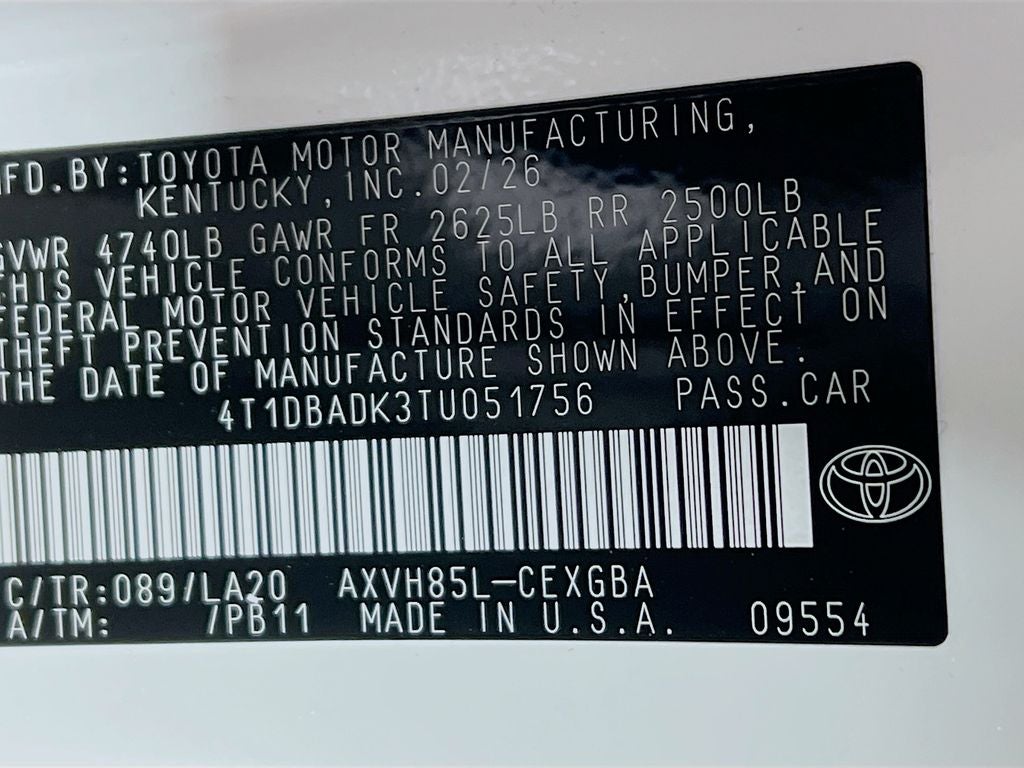 MFD.BY:TOYOTA MOTOR MANUFACTURING,
KENTUCKY,INC.02/26
GVWR 4740LB GAWR FR 2625LB RR 2500LB
THIS VEHICLE CONFORMS TO ALL APPLICABLE
FEDERAL MOTOR VEHICLE SAFETY,BUMPER,AND
THEFT PREVENTION STANDARDS IN EFFECT ON
THE DATE OF MANUFACTURE SHOWN ABOVE.
4T1DBADK3TU051756 PASS.CAR
C/TR:089/LA20 AXVH85L-CEXGBA
A/TM: /PB11 MADE IN U.S.A. 09554